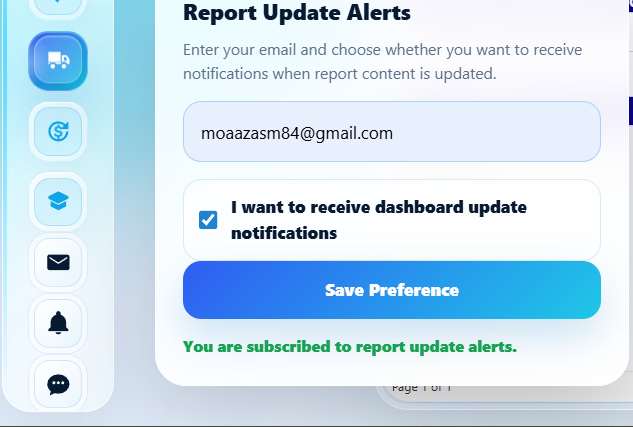 Report Update Alerts
Enter your email and choose whether you want to receive
notifications when report content is updated.
moaazasm84@gmail.com
I want to receive dashboard update
notifications
Save Preference
You are subscribed to report update alerts.
Page 1 of 1